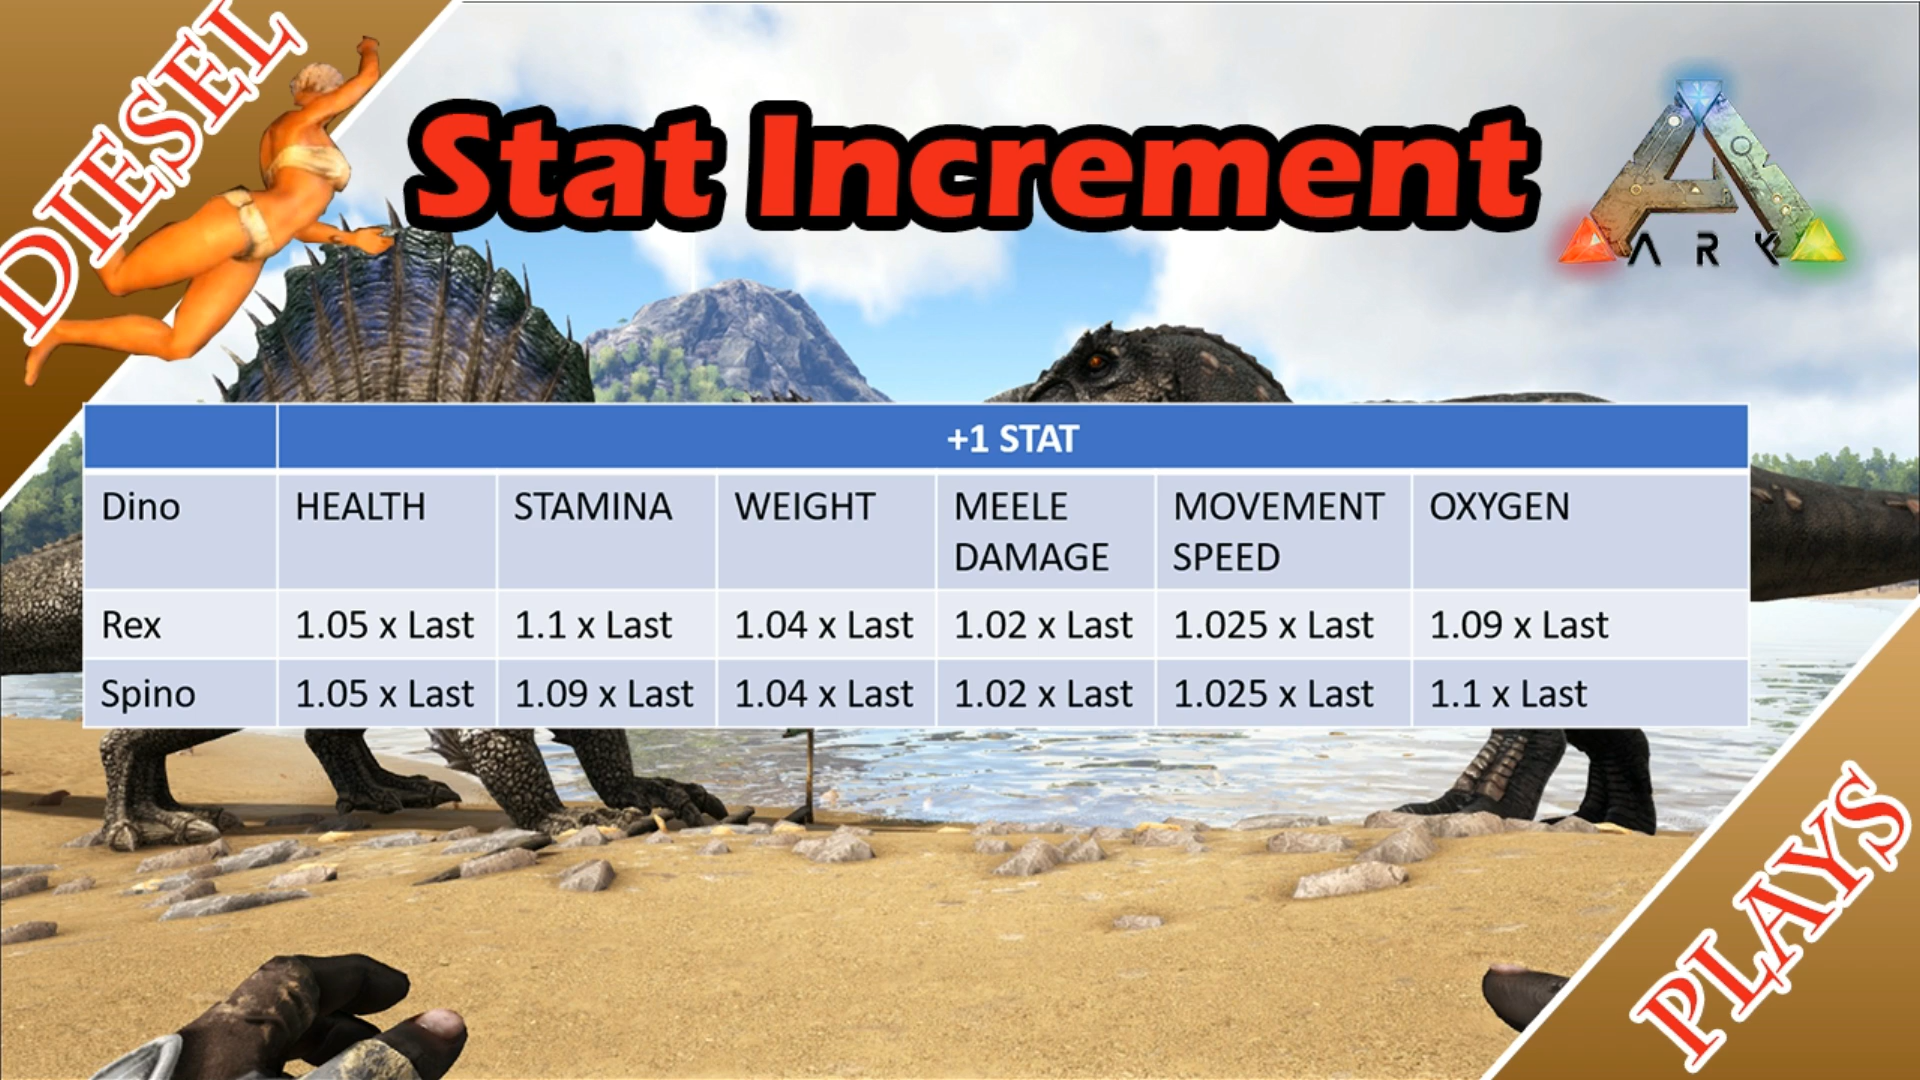 DIESEL
Stat Increment
ARK
+1 STAT
Dino HEALTH STAMINA WEIGHT MEELE DAMAGE MOVEMENT SPEED OXYGEN
Rex 1.05 x Last 1.1 x Last 1.04 x Last 1.02 x Last 1.025 x Last 1.09 x Last
Spino 1.05 x Last 1.09 x Last 1.04 x Last 1.02 x Last 1.025 x Last 1.1 x Last
PLAYS